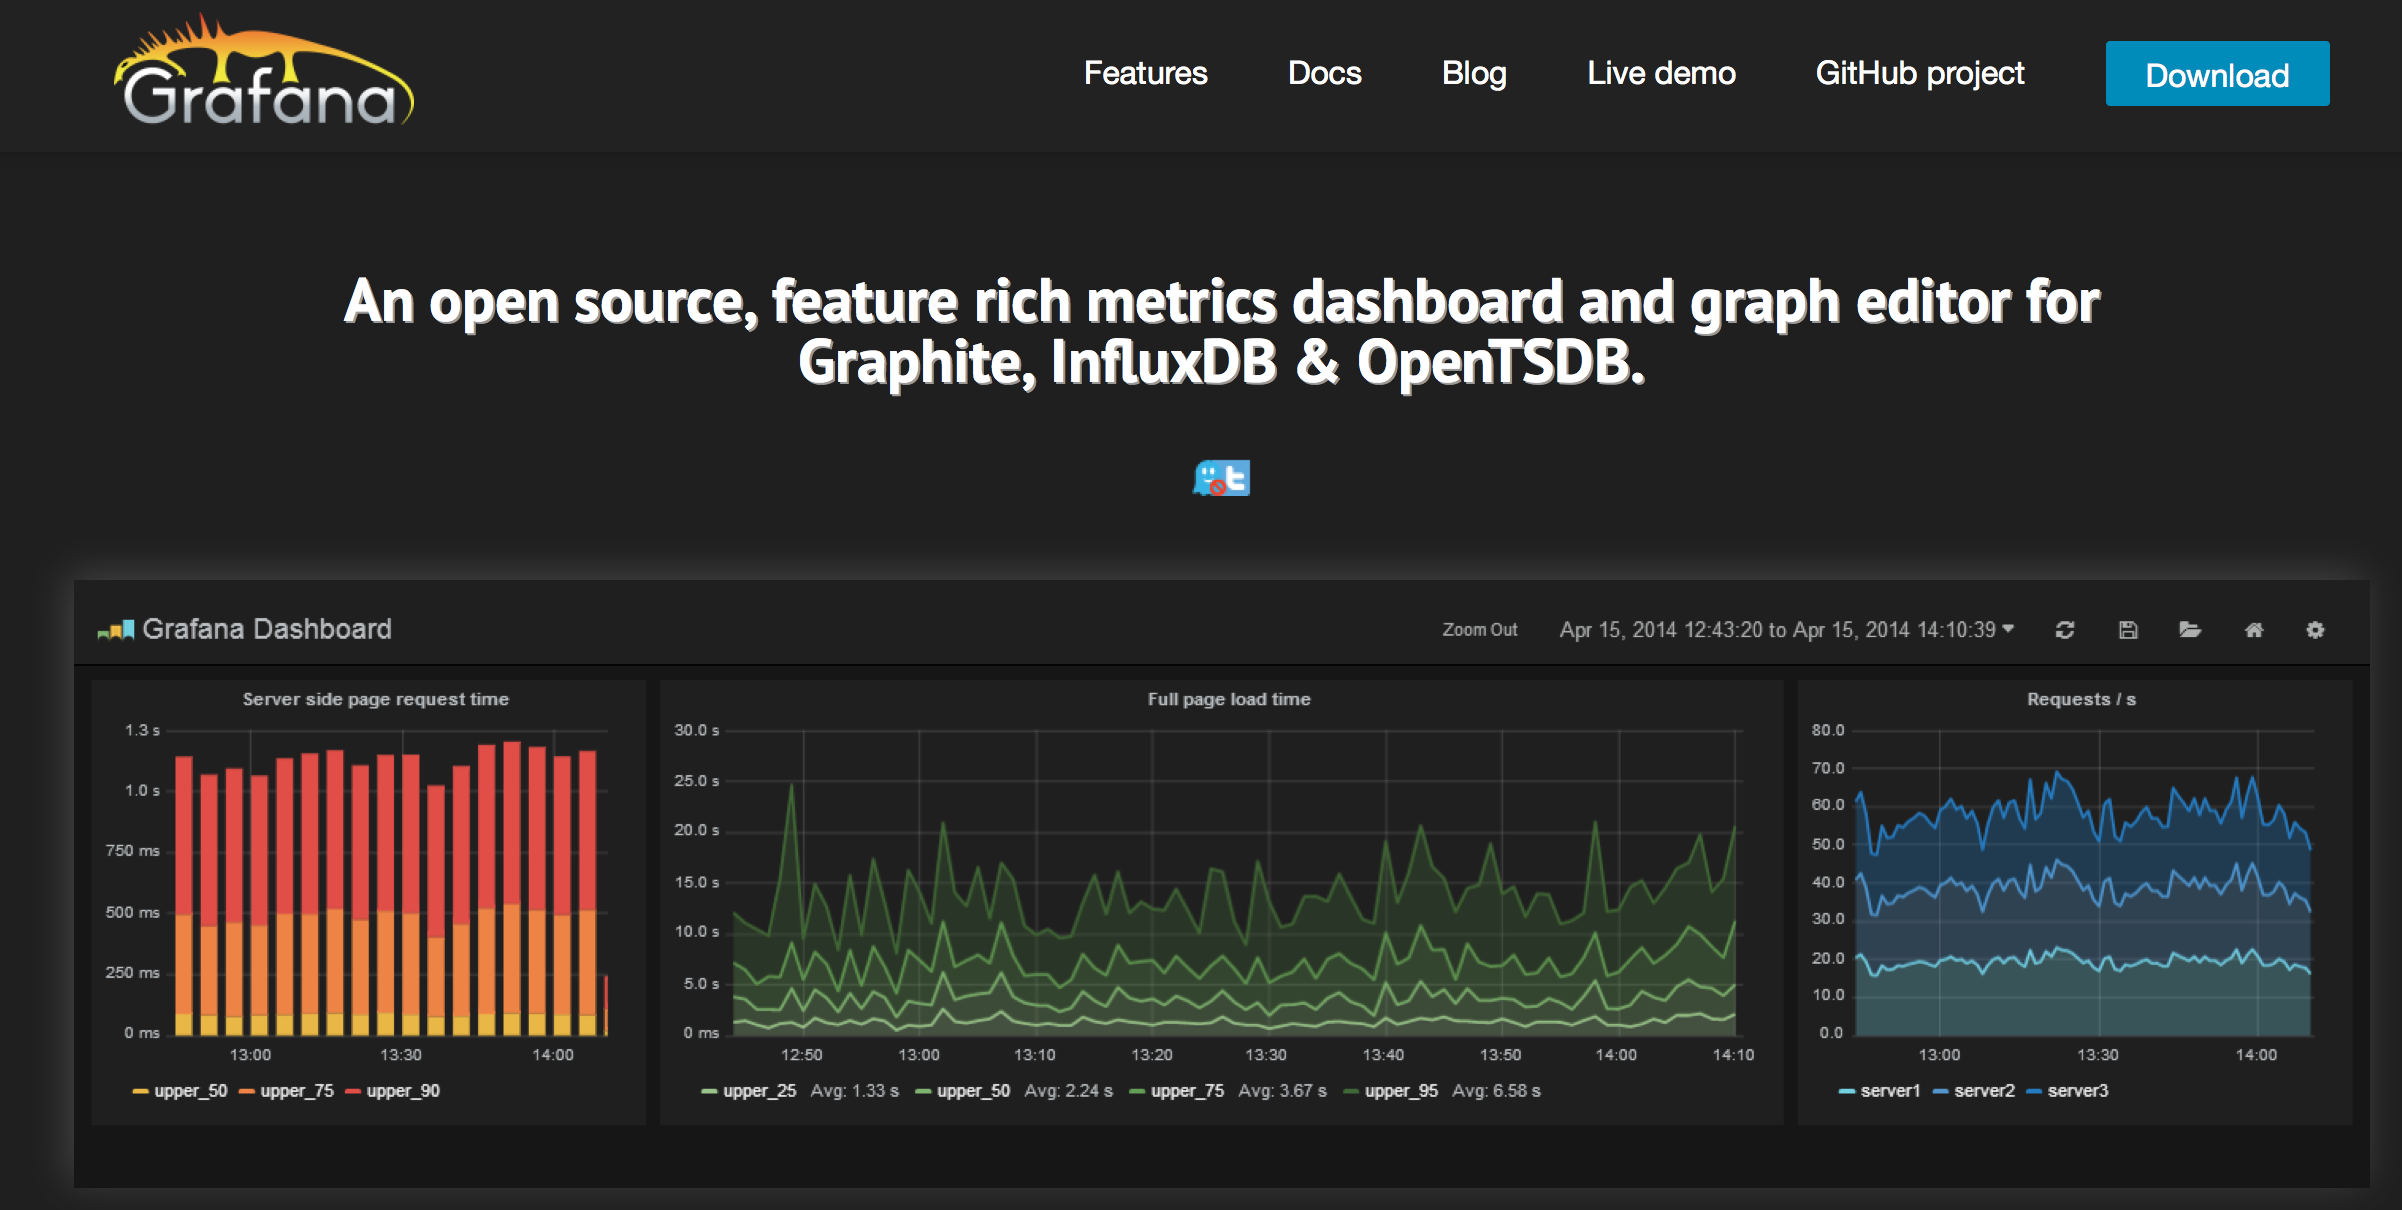 Grafana
Features Docs Blog Live demo GitHub project Download
An open source, feature rich metrics dashboard and graph editor for
Graphite, InfluxDB & OpenTSDB.
Grafana Dashboard
Zoom Out Apr 15, 2014 12:43:20 to Apr 15, 2014 14:10:39
Server side page request time
1.3 s
1.0 s
750 ms
500 ms
250 ms
0 ms
13:00 13:30 14:00
upper_50 upper_75 upper_90
Full page load time
30.0 s
25.0 s
20.0 s
15.0 s
10.0 s
5.0 s
0 ms
12:50 13:00 13:10 13:20 13:30 13:40 13:50 14:00 14:10
upper_25 Avg: 1.33 s upper_50 Avg: 2.24 s upper_75 Avg: 3.67 s upper_95 Avg: 6.58 s
Requests / s
80.0
70.0
60.0
50.0
40.0
30.0
20.0
10.0
0.0
13:00 13:30 14:00
server1 server2 server3